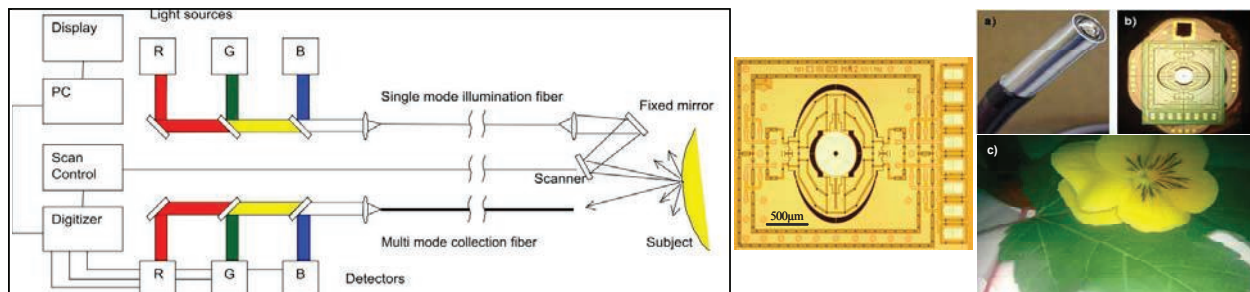 Light sources
Display
R
G
B
PC
Single mode illumination fiber
Fixed mirror
Scan
Control
Scanner
Digitizer
Multi mode collection fiber
Subject
R
G
B
Detectors
500µm
a)
b)
c)